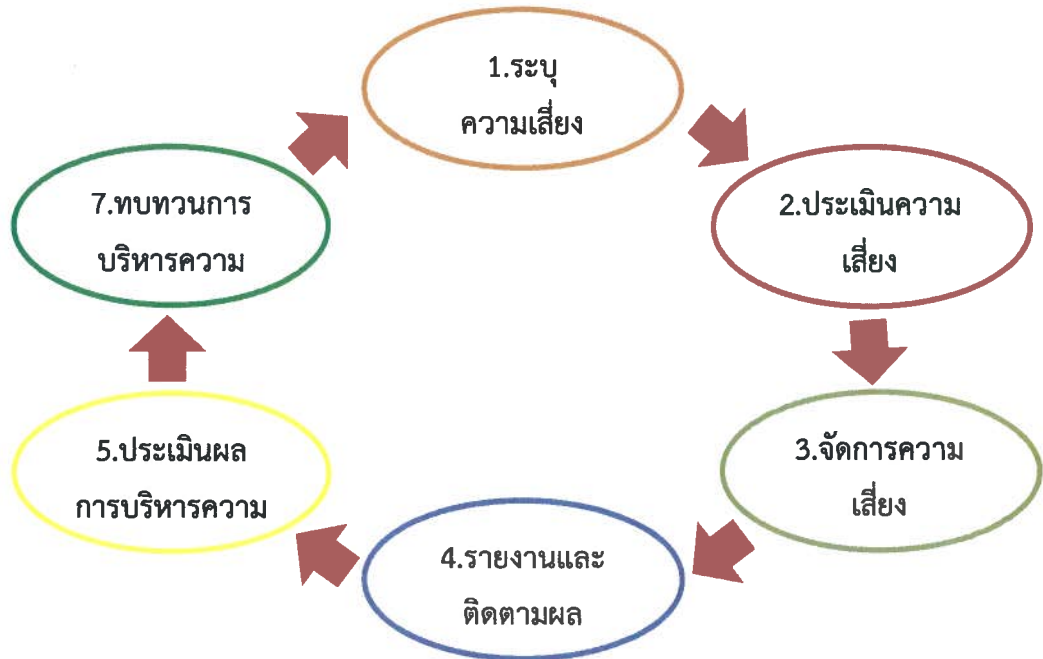 1.ระบุ
ความเสี่ยง
2.ประเมินความ
เสี่ยง
3.จัดการความ
เสี่ยง
4.รายงานและ
ติดตามผล
5.ประเมินผล
การบริหารความ
7.ทบทวนการ
บริหารความ